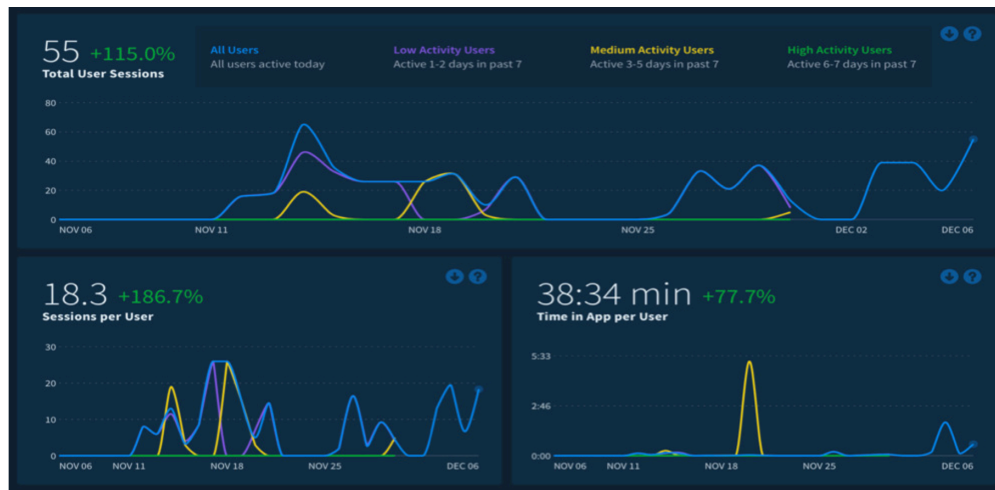 55 +115.0%
Total User Sessions
All Users
All users active today
Low Activity Users
Active 1-2 days in past 7
Medium Activity Users
Active 3-5 days in past 7
High Activity Users
Active 6-7 days in past 7
?
80
60
40
20
0
NOV 06 NOV 11 NOV 18 NOV 25 DEC 02 DEC 06
18.3 +186.7%
Sessions per User
?
30
20
10
0
NOV 06 NOV 11 NOV 18 NOV 25 DEC 06
38:34 min +77.7%
Time in App per User
?
5:33
2:46
0:00
NOV 06 NOV 11 NOV 18 NOV 25 DEC 06